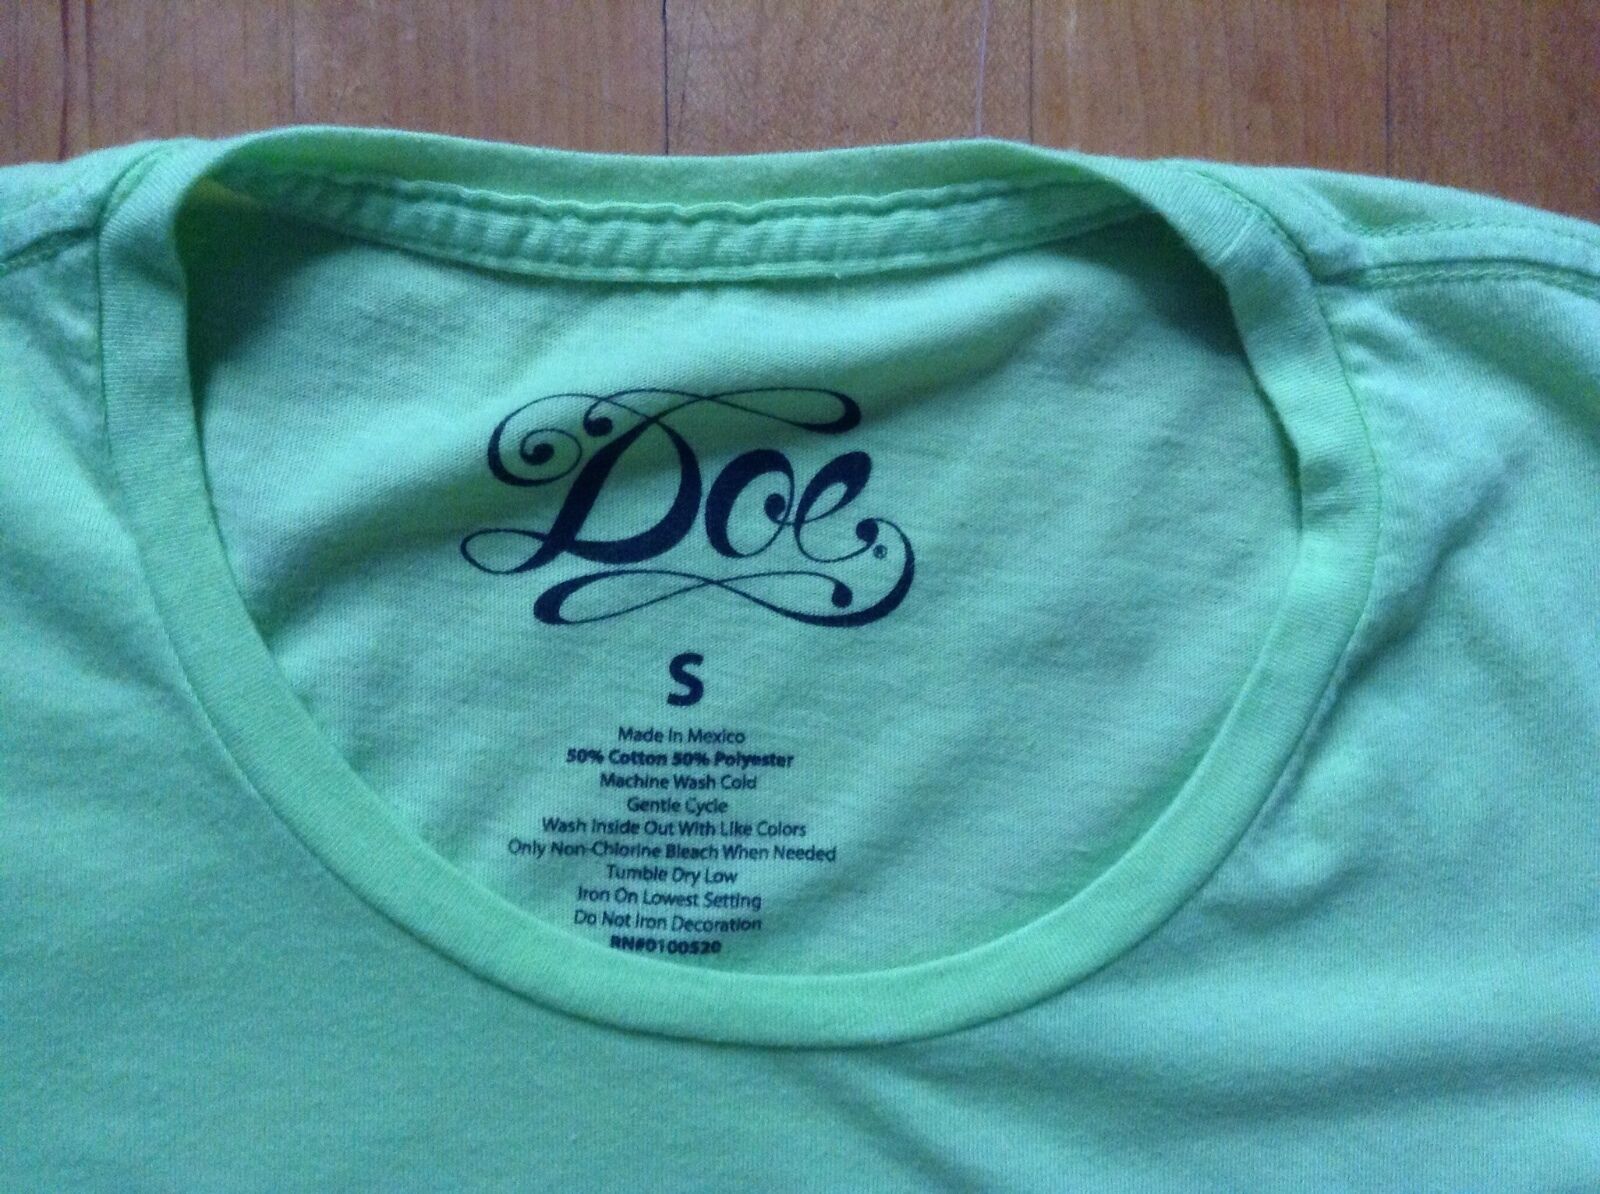 Doe®
S
Made In Mexico
50% Cotton 50% Polyester
Machine Wash Cold
Gentle Cycle
Wash Inside Out With Like Colors
Only Non-Chlorine Bleach When Needed
Tumble Dry Low
Iron On Lowest Setting
Do Not Iron Decoration
RN#0100520